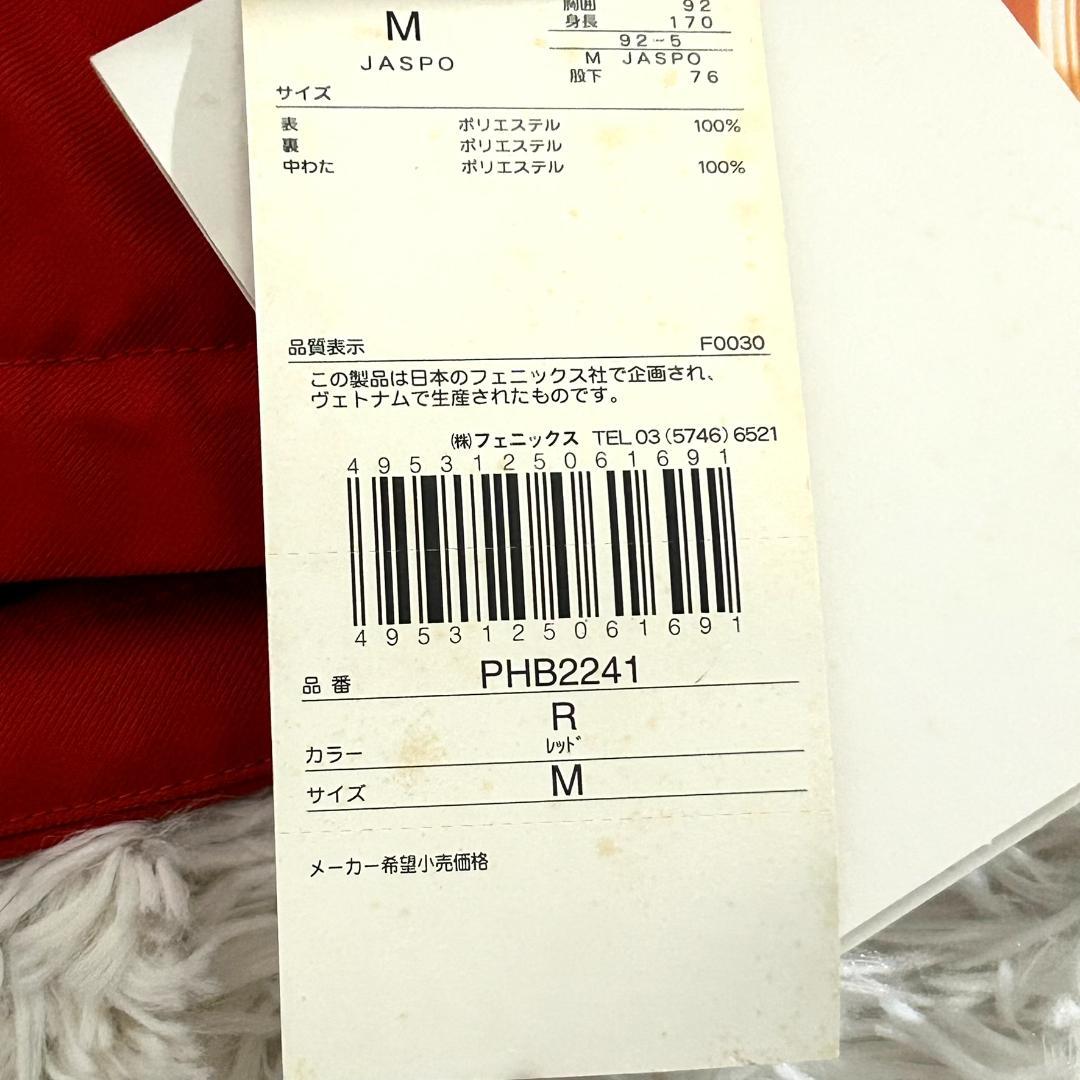 M
JASPO
胸囲 92
身長 170
92-5
M JASPO
股下 76
サイズ
表 ポリエステル 100%
裏 ポリエステル
中わた ポリエステル 100%
品質表示 F0030
この製品は日本のフェニックス社で企画され、
ヴェトナムで生産されたものです。
㈱フェニックス TEL 03(5746)6521
4953125061691
4953125061691
品番 PHB2241
R
カラー レッド
サイズ M
メーカー希望小売価格